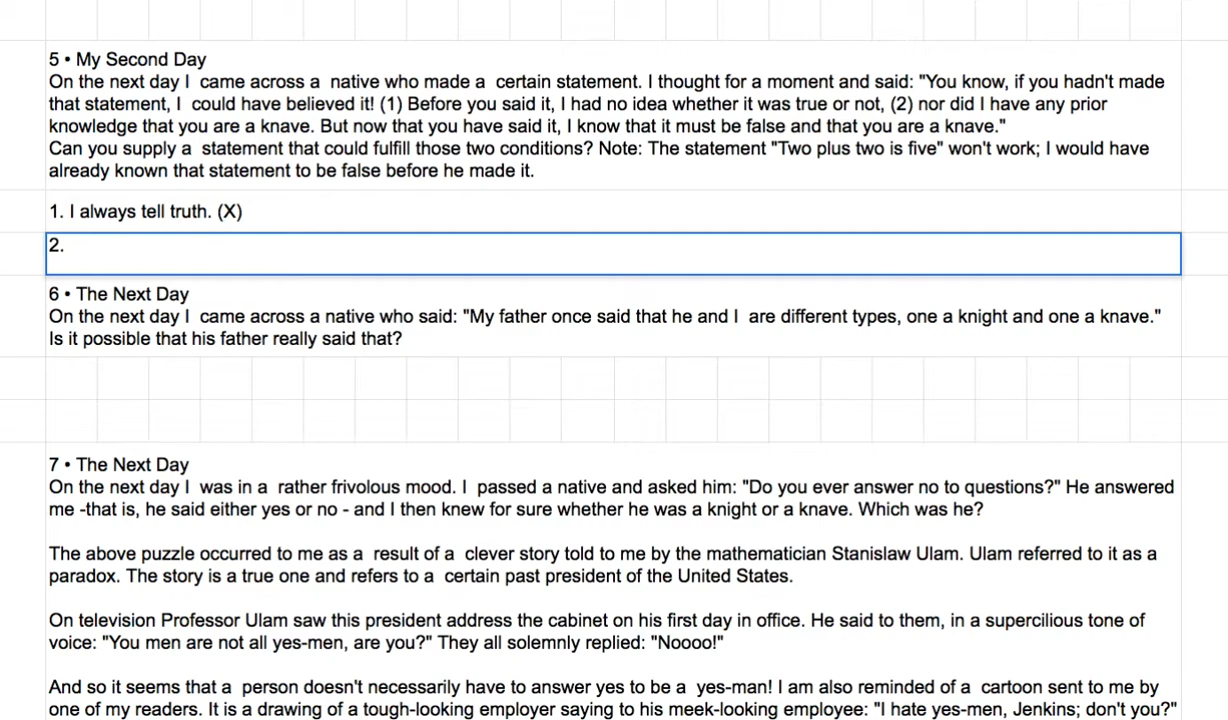 5 • My Second Day
On the next day I came across a native who made a certain statement. I thought for a moment and said: "You know, if you hadn't made
that statement, I could have believed it! (1) Before you said it, I had no idea whether it was true or not, (2) nor did I have any prior
knowledge that you are a knave. But now that you have said it, I know that it must be false and that you are a knave."
Can you supply a statement that could fulfill those two conditions? Note: The statement "Two plus two is five" won't work; I would have
already known that statement to be false before he made it.
1. I always tell truth. (X)
2.
6 • The Next Day
On the next day I came across a native who said: "My father once said that he and I are different types, one a knight and one a knave."
Is it possible that his father really said that?
7 • The Next Day
On the next day I was in a rather frivolous mood. I passed a native and asked him: "Do you ever answer no to questions?" He answered
me -that is, he said either yes or no - and I then knew for sure whether he was a knight or a knave. Which was he?
The above puzzle occurred to me as a result of a clever story told to me by the mathematician Stanislaw Ulam. Ulam referred to it as a
paradox. The story is a true one and refers to a certain past president of the United States.
On television Professor Ulam saw this president address the cabinet on his first day in office. He said to them, in a supercilious tone of
voice: "You men are not all yes-men, are you?" They all solemnly replied: "Noooo!"
And so it seems that a person doesn't necessarily have to answer yes to be a yes-man! I am also reminded of a cartoon sent to me by
one of my readers. It is a drawing of a tough-looking employer saying to his meek-looking employee: "I hate yes-men, Jenkins; don't you?"